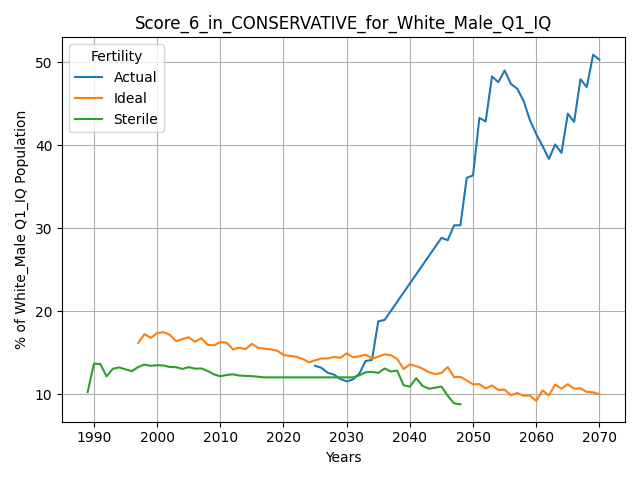 Score_6_in_CONSERVATIVE_for_White_Male_Q1_IQ
Fertility
Actual
Ideal
Sterile
% of White_Male Q1_IQ Population
50
40
30
20
10
1990 2000 2010 2020 2030 2040 2050 2060 2070
Years